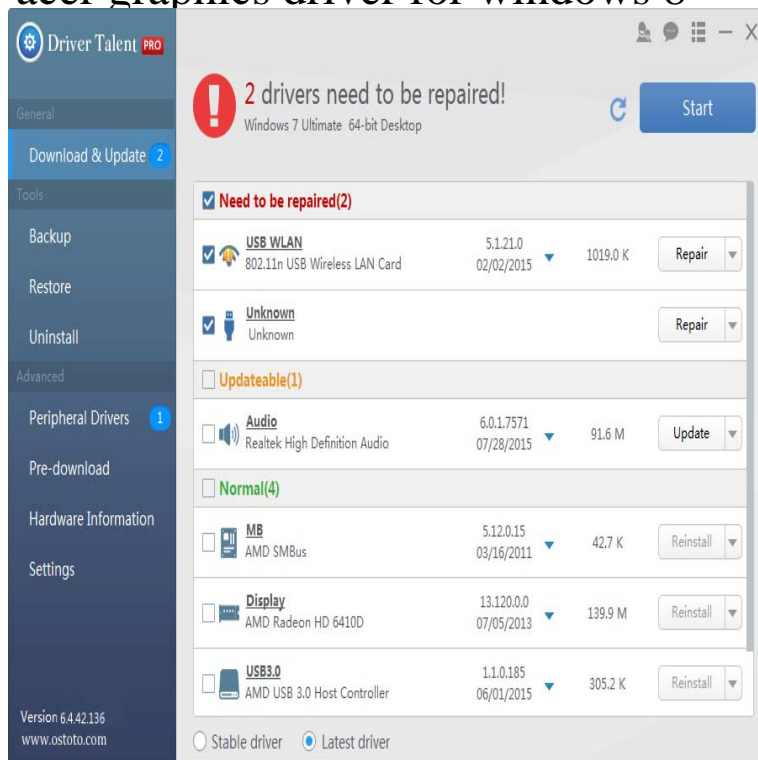 acer graphics driver for windows 8
Driver Talent PRO
General
Download & Update 2
Tools
Backup
Restore
Uninstall
Advanced
Peripheral Drivers 1
Pre-download
Hardware Information
Settings
Version 6.4.42.136
www.ostoto.com
2 drivers need to be repaired!
Windows 7 Ultimate 64-bit Desktop
Start
Need to be repaired(2)
USB WLAN 5.1.21.0 1019.0 K Repair
802.11n USB Wireless LAN Card 02/02/2015
Unknown Repair
Unknown
Updateable(1)
Audio 6.0.1.7571 91.6 M Update
Realtek High Definition Audio 07/28/2015
Normal(4)
MB 5.12.0.15 42.7 K Reinstall
AMD SMBus 03/16/2011
Display 13.120.0.0 139.9 M Reinstall
AMD Radeon HD 6410D 07/05/2013
USB3.0 1.1.0.185 305.2 K Reinstall
AMD USB 3.0 Host Controller 06/01/2015
Stable driver Latest driver